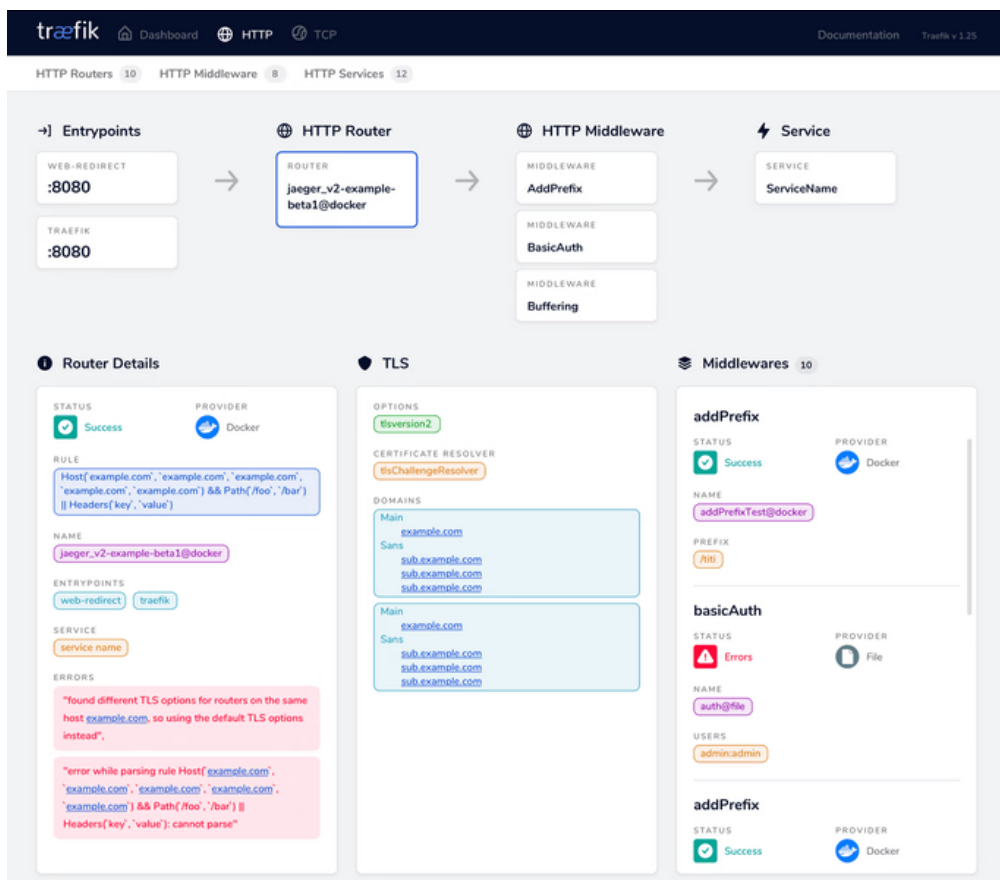 træfik Dashboard HTTP TCP Documentation Traefik v 1.25
HTTP Routers 10 HTTP Middleware 8 HTTP Services 12
Entrypoints
WEB-REDIRECT
:8080
TRAEFIK
:8080
HTTP Router
ROUTER
jaeger_v2-example-
beta1@docker
HTTP Middleware
MIDDLEWARE
AddPrefix
MIDDLEWARE
BasicAuth
MIDDLEWARE
Buffering
Service
SERVICE
ServiceName
Router Details
STATUS PROVIDER
Success Docker
RULE
Host(`example.com`, `example.com`, `example.com`,
`example.com`, `example.com`) && Path(`/foo`, `/bar`)
|| Headers(`key`, `value`)
NAME
jaeger_v2-example-beta1@docker
ENTRYPOINTS
web-redirect traefik
SERVICE
service name
ERRORS
"found different TLS options for routers on the same
host example.com, so using the default TLS options
instead",
"error while parsing rule Host(`example.com`,
`example.com`, `example.com`, `example.com`,
`example.com`) && Path(`/foo`, `/bar`) ||
Headers(`key`, `value`): cannot parse"
TLS
OPTIONS
tlsversion2
CERTIFICATE RESOLVER
tlsChallengeResolver
DOMAINS
Main
example.com
Sans
sub.example.com
sub.example.com
sub.example.com
Main
example.com
Sans
sub.example.com
sub.example.com
sub.example.com
Middlewares 10
addPrefix
STATUS PROVIDER
Success Docker
NAME
addPrefixTest@docker
PREFIX
/titi
basicAuth
STATUS PROVIDER
Errors File
NAME
auth@file
USERS
admin:admin
addPrefix
STATUS PROVIDER
Success Docker